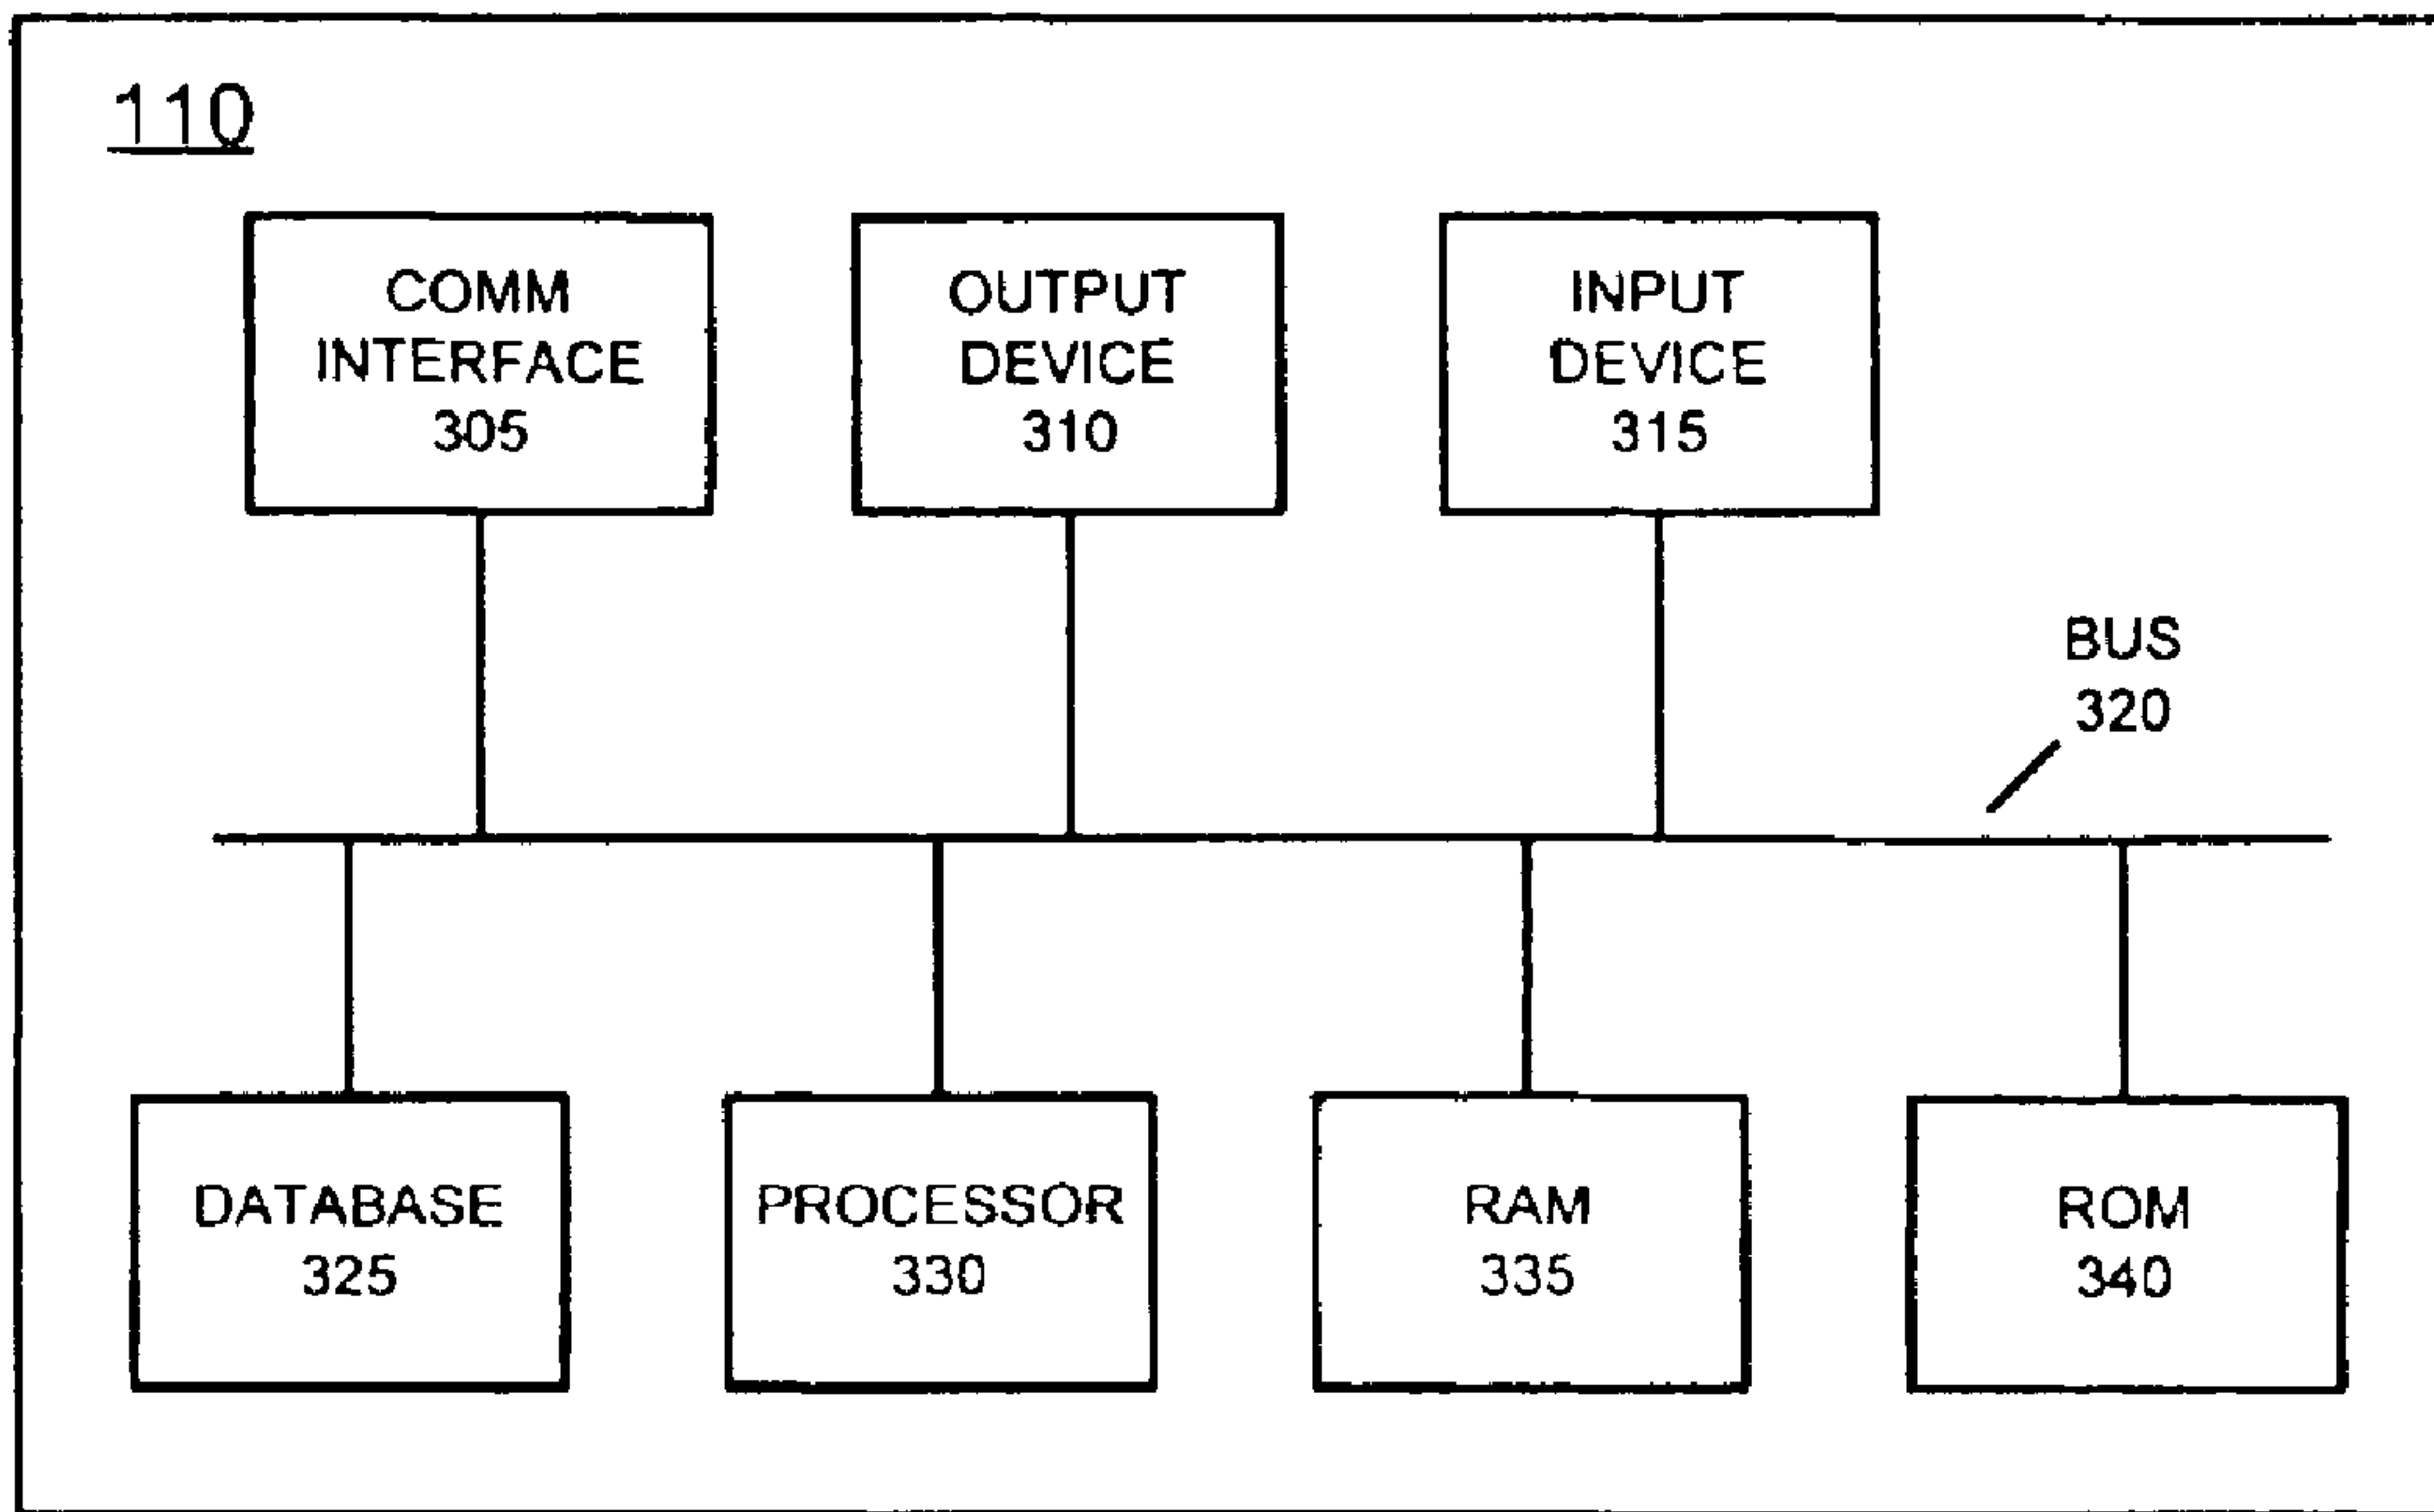 110
COMM
INTERFACE
305
OUTPUT
DEVICE
310
INPUT
DEVICE
315
BUS
320
DATABASE
325
PROCESSOR
330
RAM
335
ROM
340